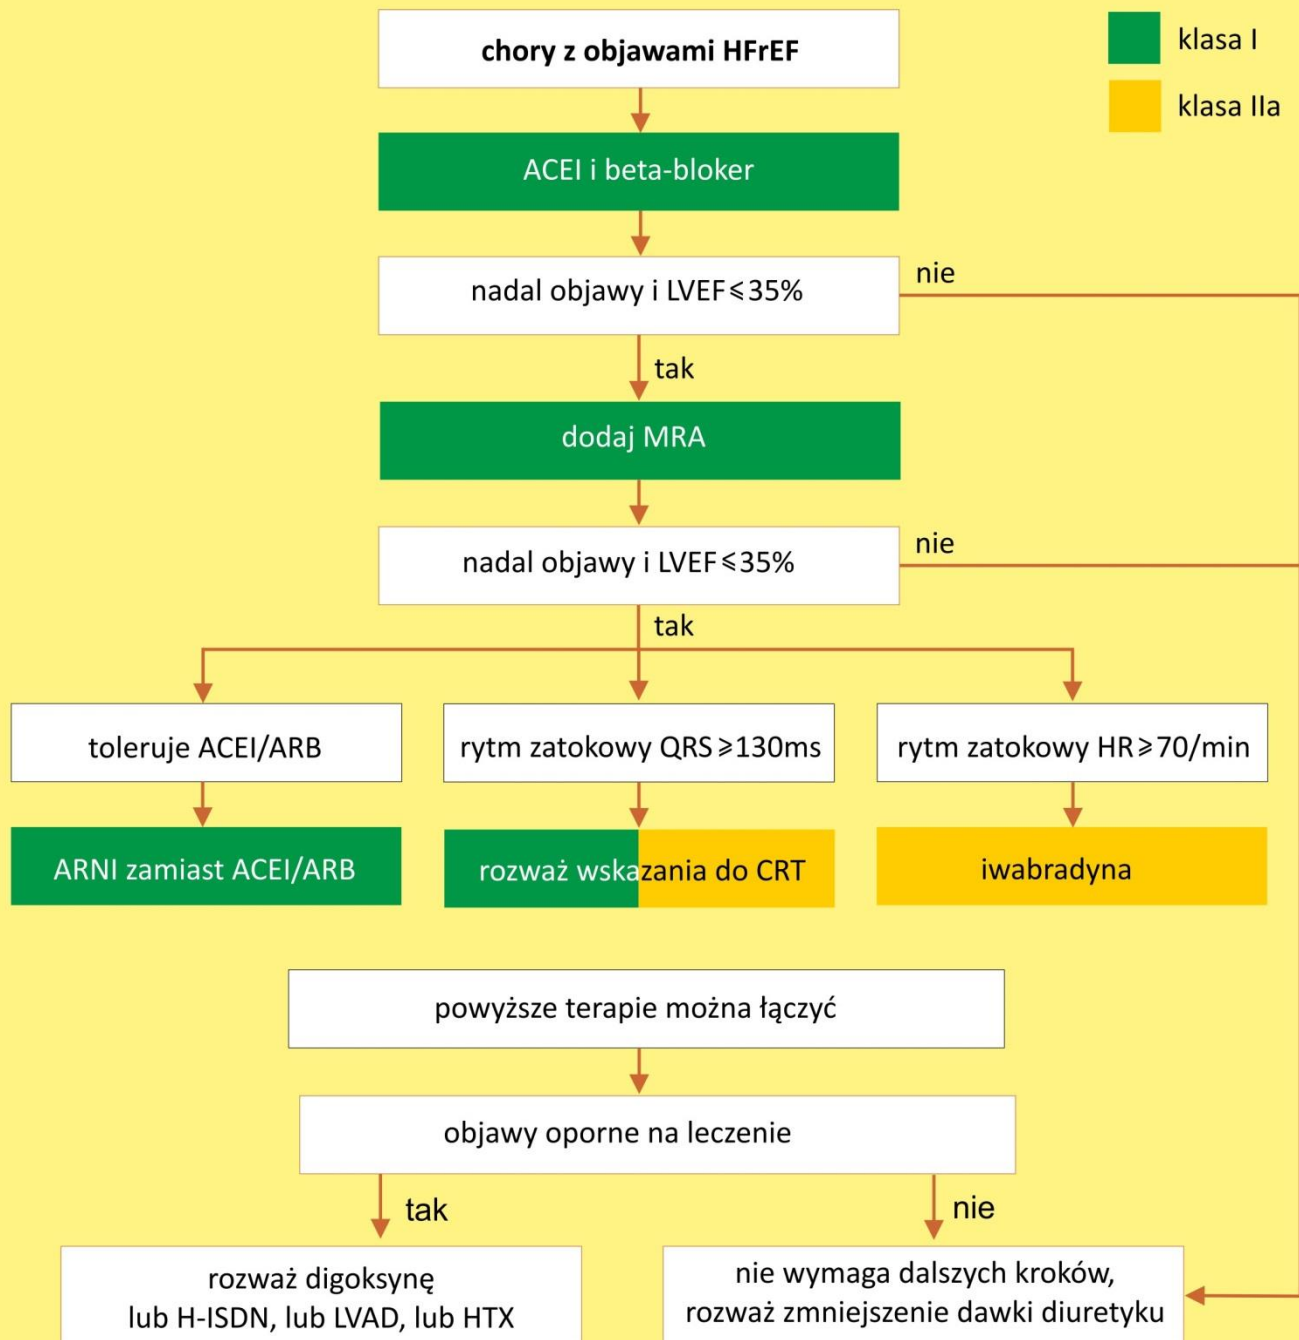 chory z objawami HFrEF
klasa I
klasa IIa
ACEI i beta-bloker
nadal objawy i LVEF⩽35%
nie
tak
dodaj MRA
nadal objawy i LVEF⩽35%
nie
tak
toleruje ACEI/ARB
rytm zatokowy QRS⩾130ms
rytm zatokowy HR⩾70/min
ARNI zamiast ACEI/ARB
rozważ wskazania do CRT
iwabradyna
powyższe terapie można łączyć
objawy oporne na leczenie
tak
nie
rozważ digoksynę
lub H-ISDN, lub LVAD, lub HTX
nie wymaga dalszych kroków,
rozważ zmniejszenie dawki diuretyku